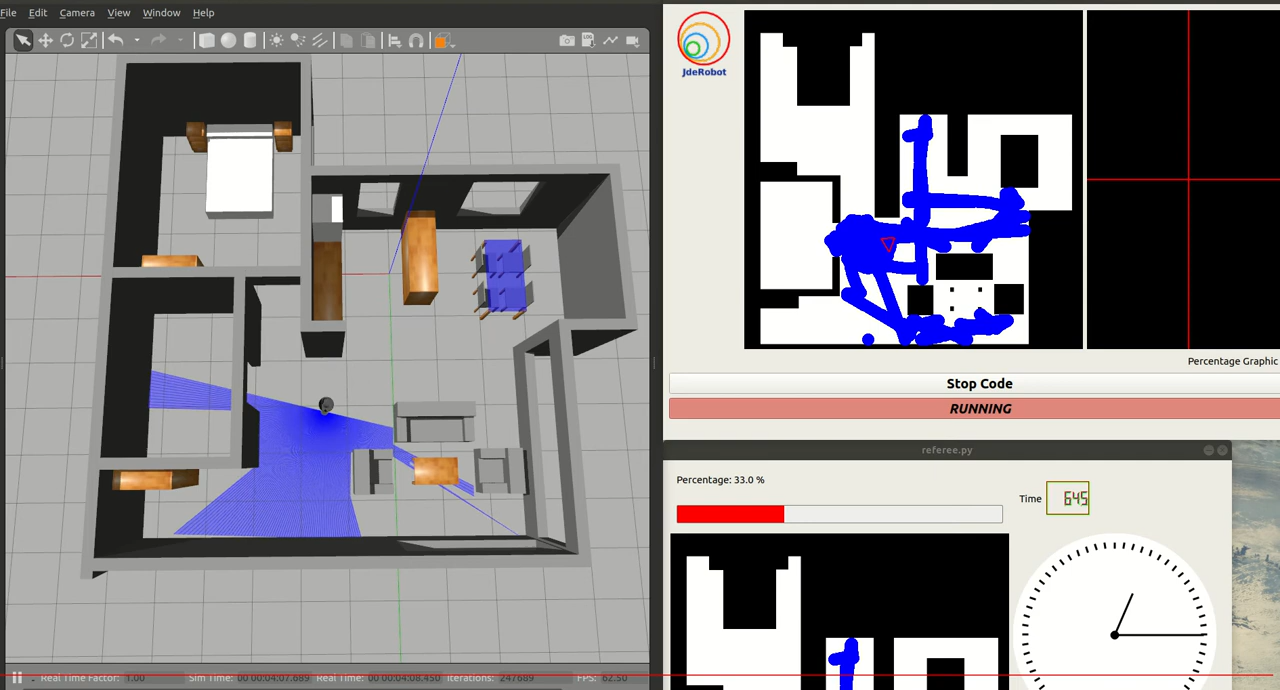 File Edit Camera View Window Help
LOG
JdeRobot
Percentage Graphic
Stop Code
RUNNING
referee.py
Percentage: 33.0 %
Time 645
Real Time Factor: 1.00 Sim Time: 00 00:04:07.689 Real Time: 00 00:04:08.450 Iterations: 247689 FPS: 62.50